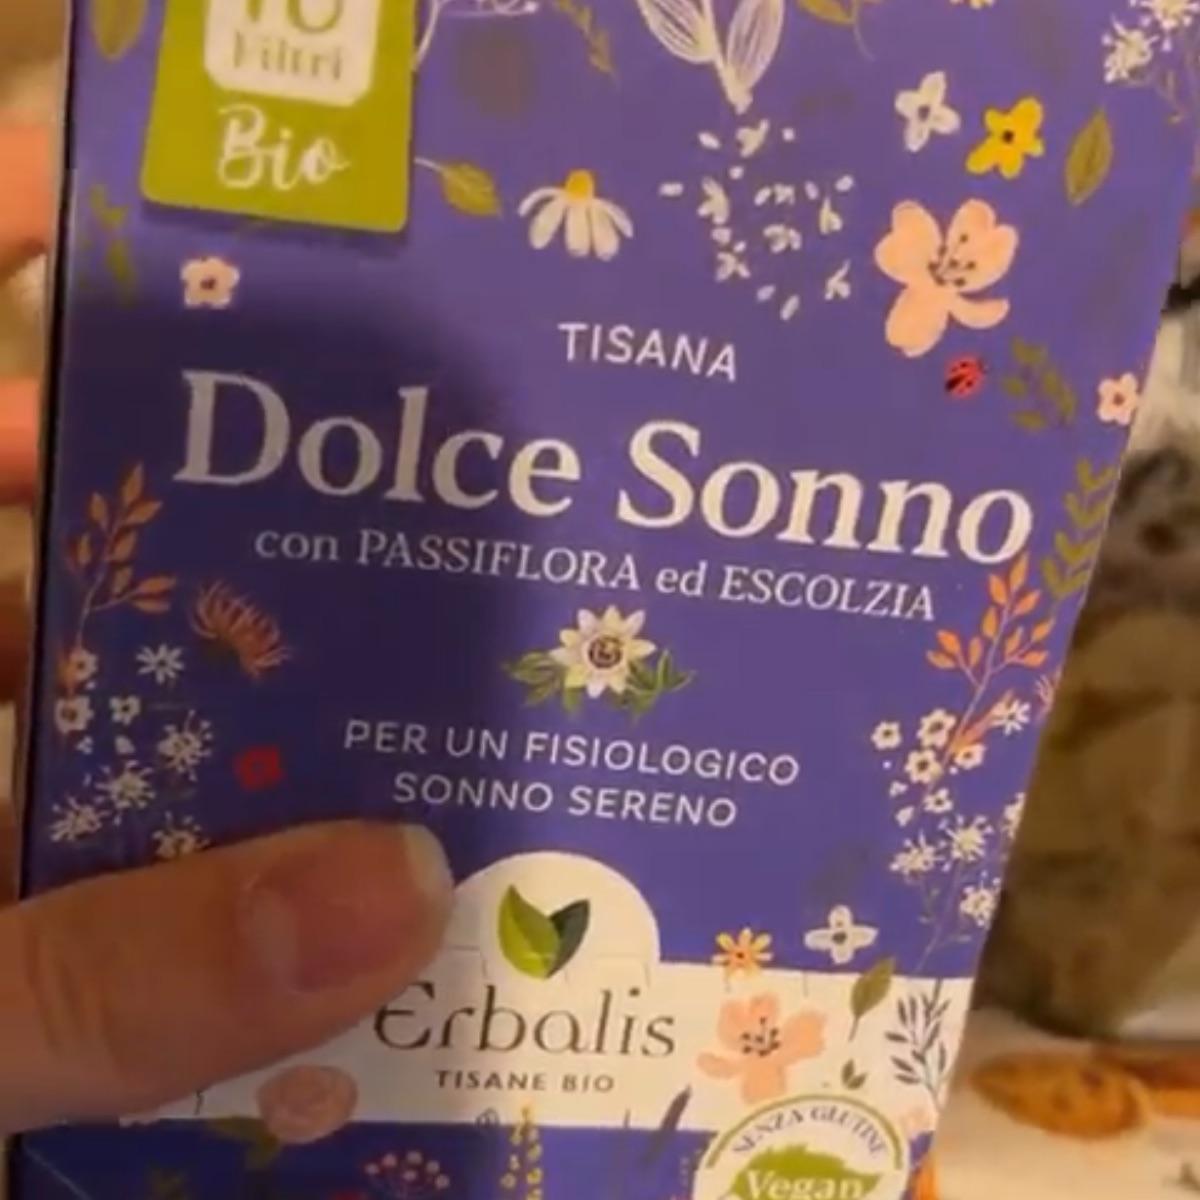 Filtri
Bio
TISANA
Dolce Sonno
con PASSIFLORA ed ESCOLZIA
PER UN FISIOLOGICO
SONNO SERENO
Erbalis
TISANE BIO
SENZA GLUTINE
Vegan